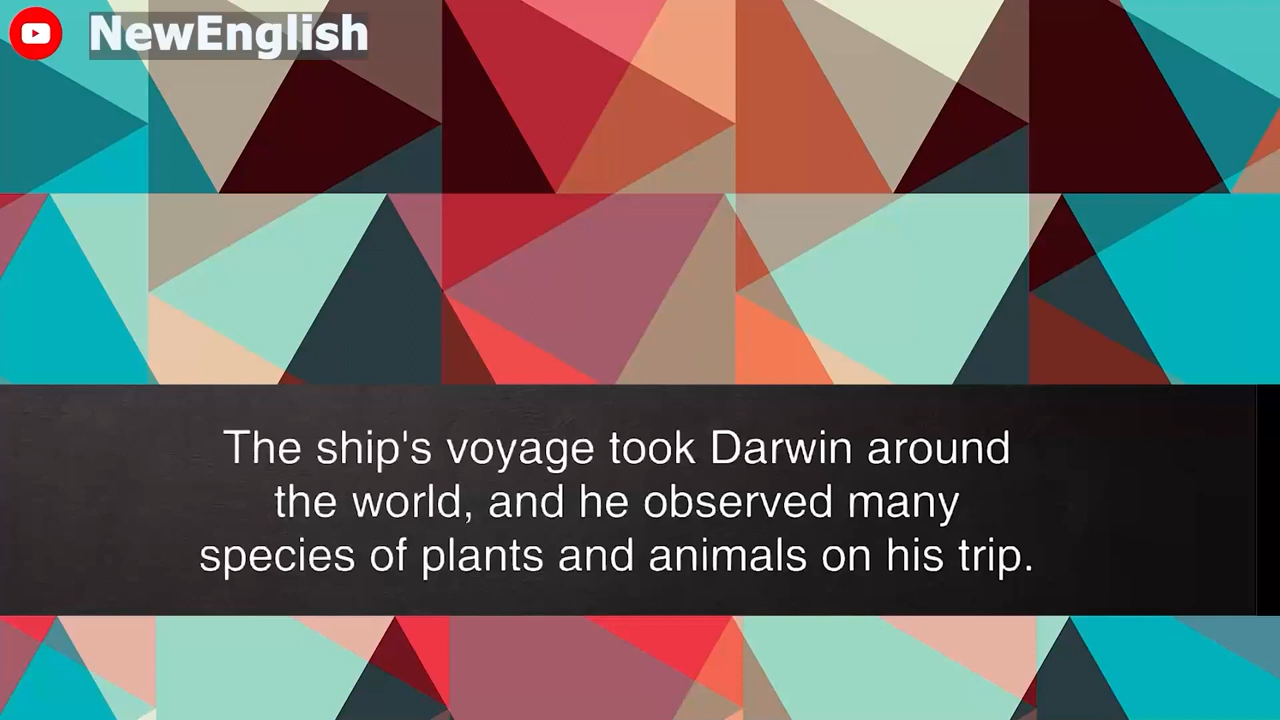 NewEnglish
The ship's voyage took Darwin around
the world, and he observed many
species of plants and animals on his trip.